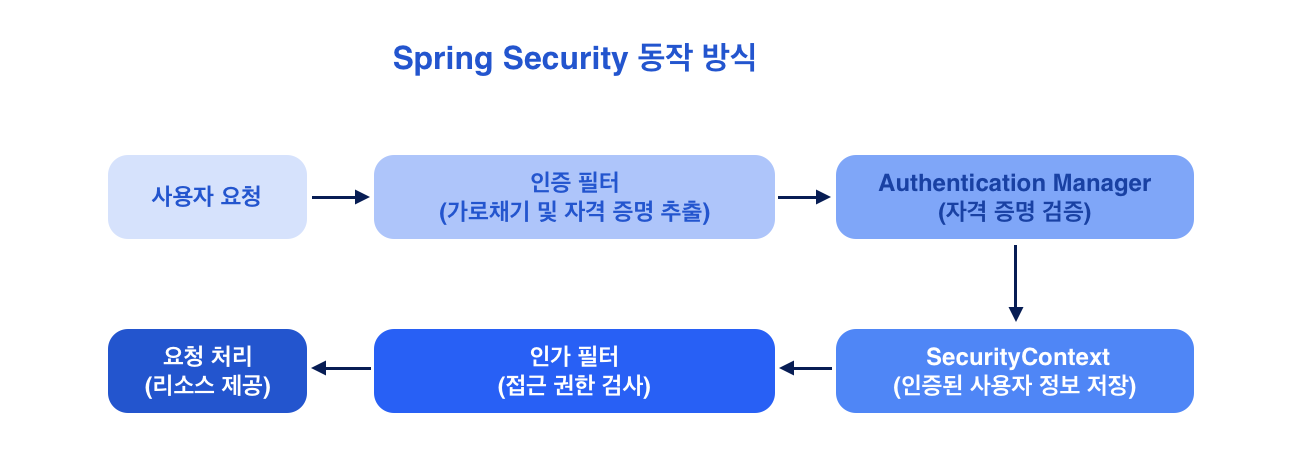 Spring Security 동작 방식
사용자 요청
인증 필터
(가로채기 및 자격 증명 추출)
Authentication Manager
(자격 증명 검증)
SecurityContext
(인증된 사용자 정보 저장)
인가 필터
(접근 권한 검사)
요청 처리
(리소스 제공)